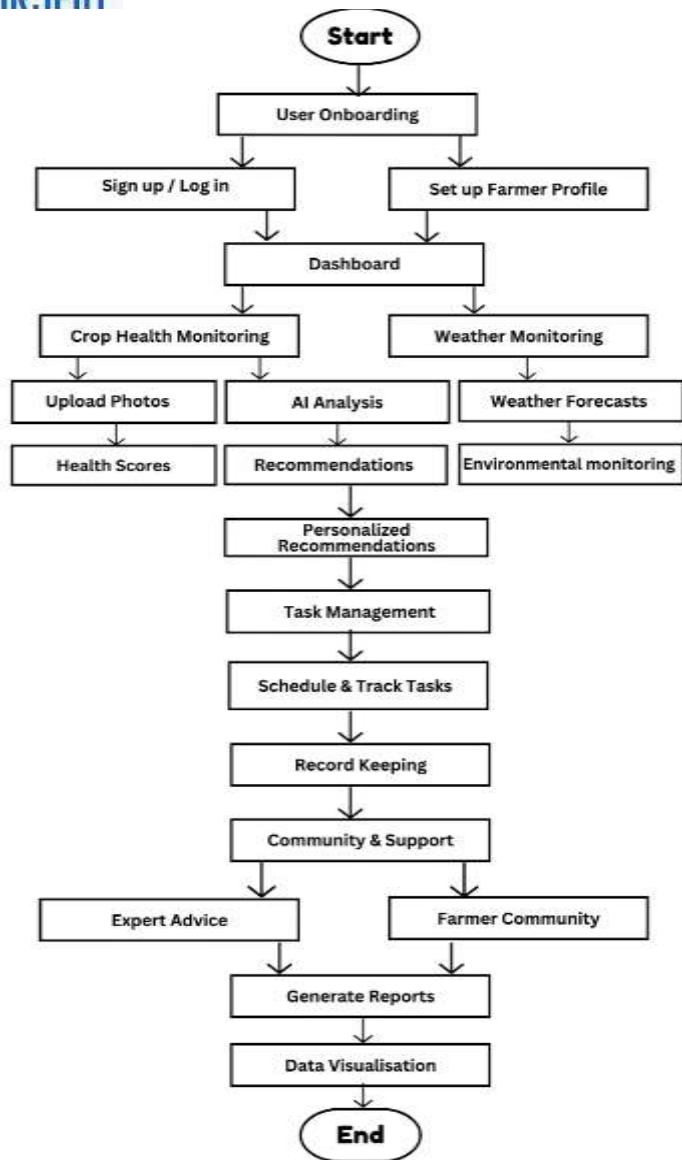 Start
User Onboarding
Sign up / Log in
Set up Farmer Profile
Dashboard
Crop Health Monitoring
Weather Monitoring
Upload Photos
AI Analysis
Weather Forecasts
Health Scores
Recommendations
Environmental monitoring
Personalized
Recommendations
Task Management
Schedule & Track Tasks
Record Keeping
Community & Support
Expert Advice
Farmer Community
Generate Reports
Data Visualisation
End